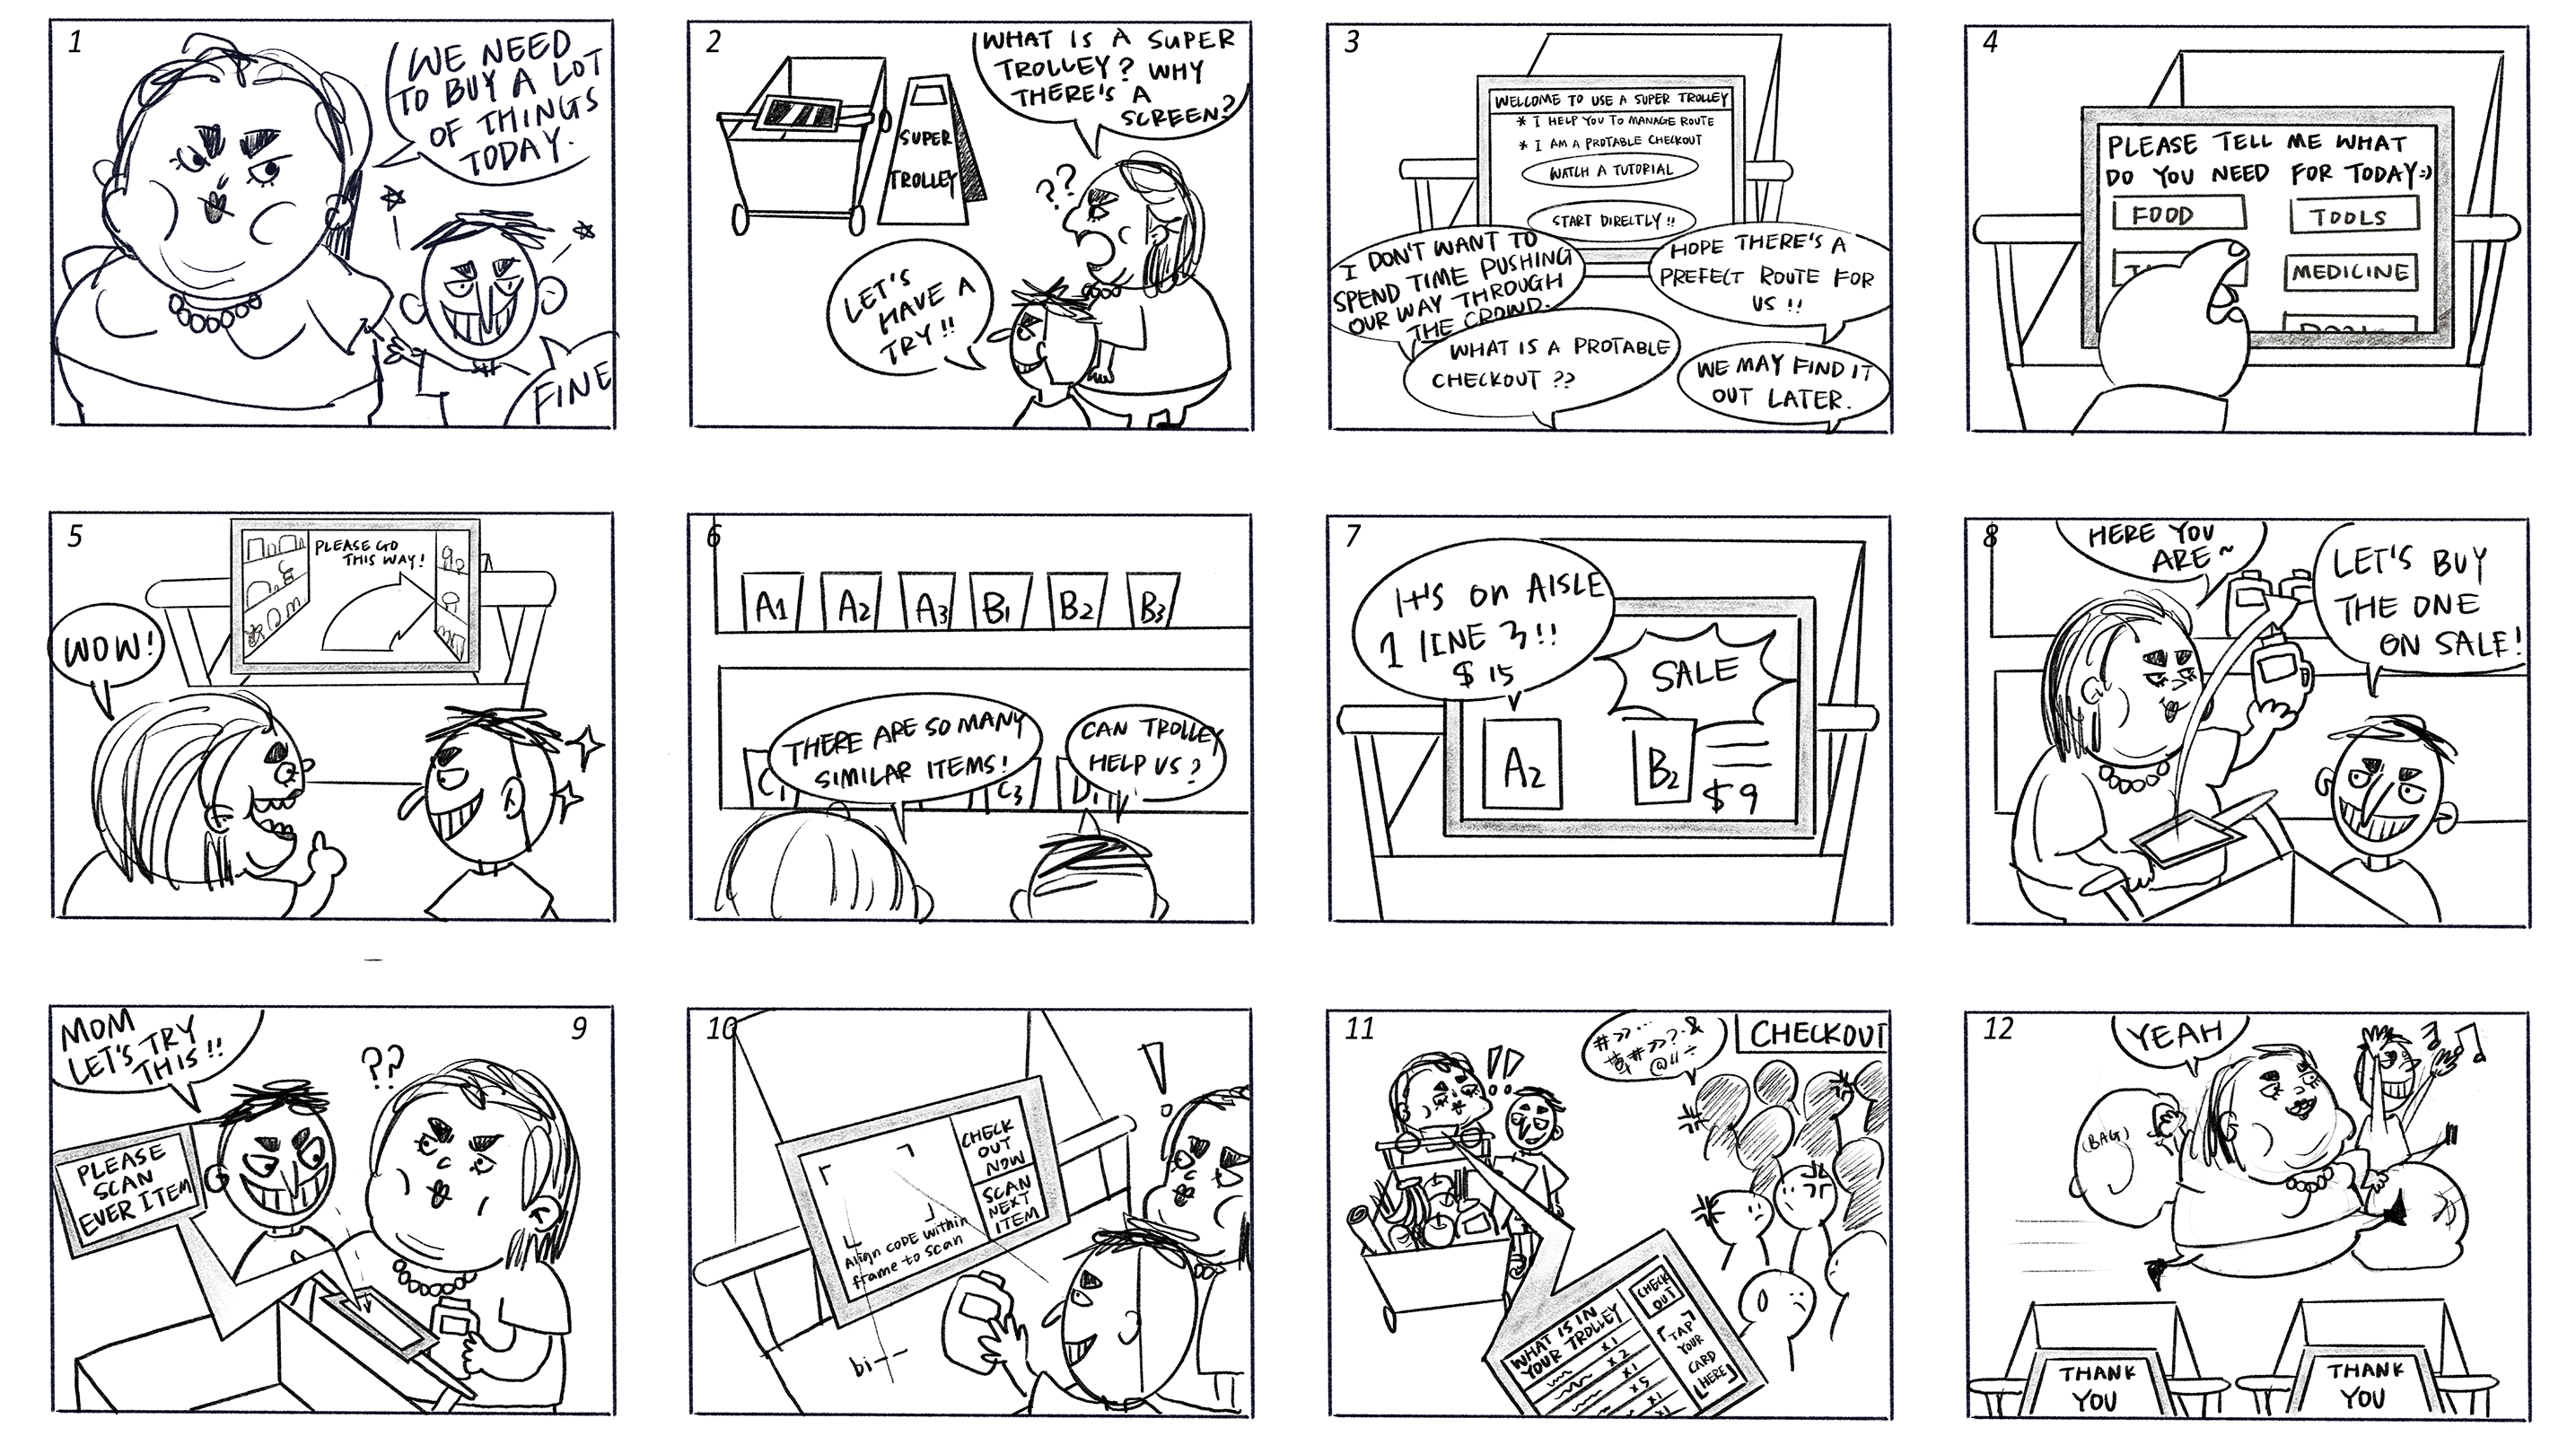 1
WE NEED
TO BUY A LOT
OF THINGS
TODAY.
FINE
2
WHAT IS A SUPER
TROLLEY? WHY
THERE'S A
SCREEN?
SUPER
TROLLEY
??
LET'S
HAVE A
TRY!!
3
WELCOME TO USE A SUPER TROLLEY
* I HELP YOU TO MANAGE ROUTE
* I AM A PROTABLE CHECKOUT
WATCH A TUTORIAL
START DIRECTLY!!
I DON'T WANT TO
SPEND TIME PUSHING
OUR WAY THROUGH
THE CROWD.
HOPE THERE'S A
PREFECT ROUTE FOR
US!!
WHAT IS A PROTABLE
CHECKOUT??
WE MAY FIND IT
OUT LATER.
4
PLEASE TELL ME WHAT
DO YOU NEED FOR TODAY:)
FOOD
TOOLS
MEDICINE
5
PLEASE GO
THIS WAY!
WOW!
6
A1
A2
A3
B1
B2
B3
THERE ARE SO MANY
SIMILAR ITEMS!
CAN TROLLEY
HELP US?
C1
C3
D1
7
It's on AISLE
1 lINE 3!!
$15
SALE
A2
B2
$9
8
HERE YOU
ARE~
LET'S BUY
THE ONE
ON SALE!
9
MOM
LET'S TRY
THIS!!
??
PLEASE
SCAN
EVER ITEM
10
!
CHECK
OUT
NOW
SCAN
NEXT
ITEM
Align CODE within
frame to scan
bi--
11
!!
CHECKOUT
WHAT IS IN
YOUR TROLLEY
X1
X2
X1
X5
X1
X1
CHECK
OUT
TAP
YOUR
CARD
HERE
12
YEAH
(BAG)
THANK
YOU
THANK
YOU